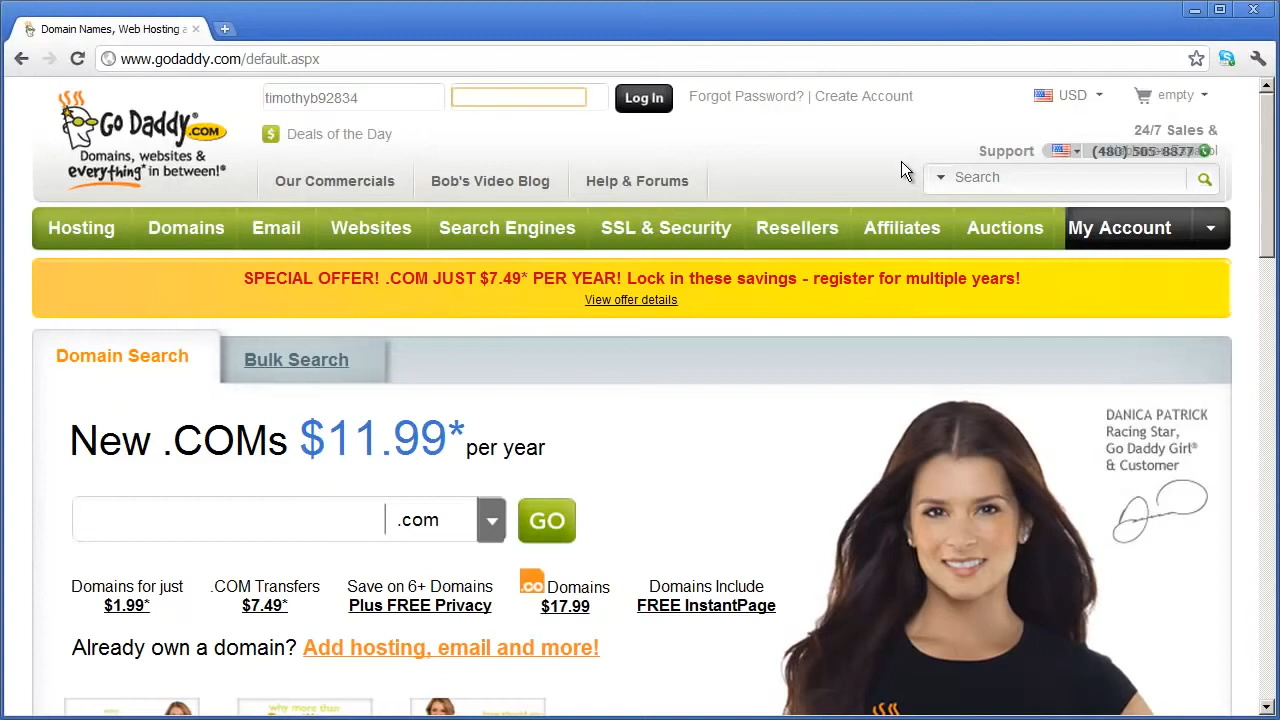 Domain Names, Web Hosting a
www.godaddy.com/default.aspx
timothyb92834
Log In
Forgot Password? | Create Account
USD
empty
Go Daddy®.COM
Domains, websites &
everything* in between!®
$ Deals of the Day
24/7 Sales &
Support
(480) 505-8877
Search
Our Commercials
Bob's Video Blog
Help & Forums
Hosting
Domains
Email
Websites
Search Engines
SSL & Security
Resellers
Affiliates
Auctions
My Account
SPECIAL OFFER! .COM JUST $7.49* PER YEAR! Lock in these savings - register for multiple years!
View offer details
Domain Search
Bulk Search
New .COMs $11.99* per year
DANICA PATRICK
Racing Star,
Go Daddy Girl®
& Customer
.com
GO
Domains for just
$1.99*
.COM Transfers
$7.49*
Save on 6+ Domains
Plus FREE Privacy
.co Domains
$17.99
Domains Include
FREE InstantPage
Already own a domain? Add hosting, email and more!
why more than